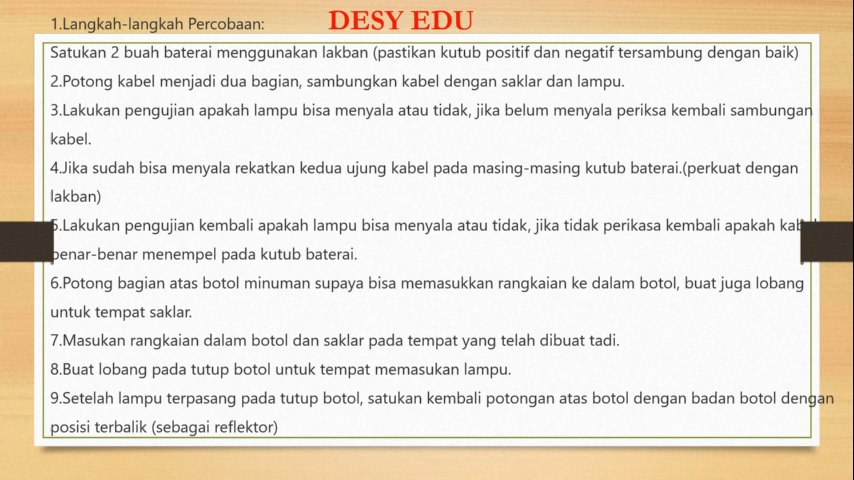 DESY EDU
1.Langkah-langkah Percobaan:
Satukan 2 buah baterai menggunakan lakban (pastikan kutub positif dan negatif tersambung dengan baik)
2.Potong kabel menjadi dua bagian, sambungkan kabel dengan saklar dan lampu.
3.Lakukan pengujian apakah lampu bisa menyala atau tidak, jika belum menyala periksa kembali sambungan
kabel.
4.Jika sudah bisa menyala rekatkan kedua ujung kabel pada masing-masing kutub baterai.(perkuat dengan
lakban)
5.Lakukan pengujian kembali apakah lampu bisa menyala atau tidak, jika tidak perikasa kembali apakah kabel
benar-benar menempel pada kutub baterai.
6.Potong bagian atas botol minuman supaya bisa memasukkan rangkaian ke dalam botol, buat juga lobang
untuk tempat saklar.
7.Masukan rangkaian dalam botol dan saklar pada tempat yang telah dibuat tadi.
8.Buat lobang pada tutup botol untuk tempat memasukan lampu.
9.Setelah lampu terpasang pada tutup botol, satukan kembali potongan atas botol dengan badan botol dengan
posisi terbalik (sebagai reflektor)